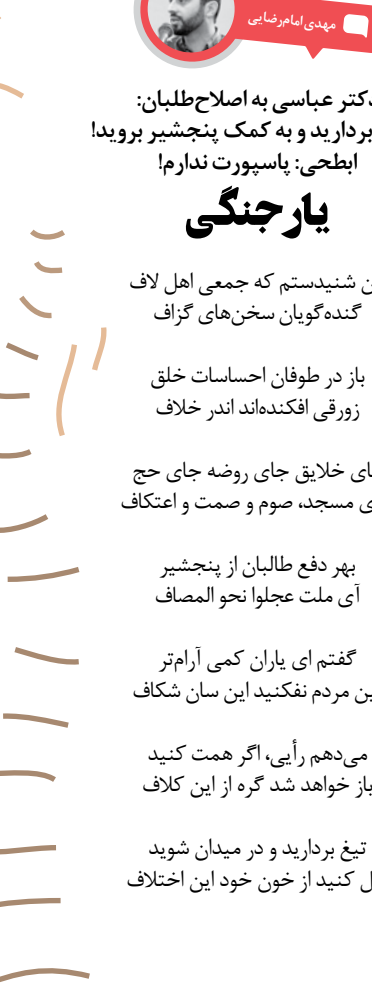 مهدی امام‌رضایی
دکتر عباسی به اصلاح‌طلبان:
بردارید و به کمک پنجشیر بروید!
ابطحی: پاسپورت ندارم!
یار جنگی
شنیدستم که جمعی اهل لاف
گنده‌گویان سخن‌های گزاف
باز در طوفان احساسات خلق
زورقی افکنده‌اند اندر خلاف
خلایق جای روضه جای حج
مسجد، صوم و صمت و اعتکاف
بهر دفع طالبان از پنجشیر
آی ملت عجلوا نحو المصاف
گفتم ای یاران کمی آرام‌تر
مردم نفکنید این سان شکاف
می‌دهم رأیی، اگر همت کنید
باز خواهد شد گره از این کلاف
تیغ بردارید و در میدان شوید
کنید از خون خود این اختلاف